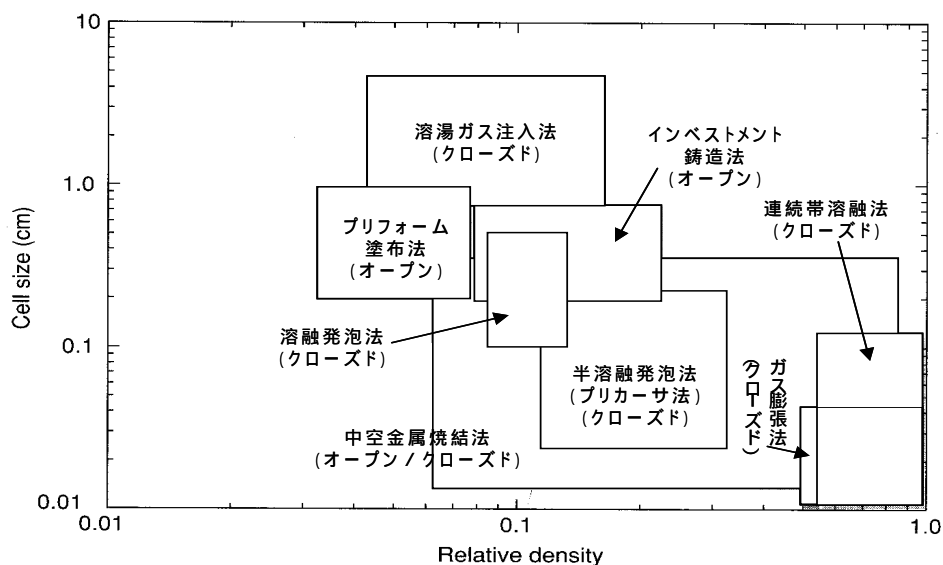 10
1.0
0.1
0.01
Cell size (cm)
0.01
0.1
1.0
Relative density
溶湯ガス注入法
(クローズド)
インベストメント
鋳造法
(オープン)
連続帯溶融法
(クローズド)
プリフォーム
塗布法
(オープン)
溶融発泡法
(クローズド)
半溶融発泡法
(プリカーサ法)
(クローズド)
ガス膨張法
(クローズド)
中空金属焼結法
(オープン/クローズド)